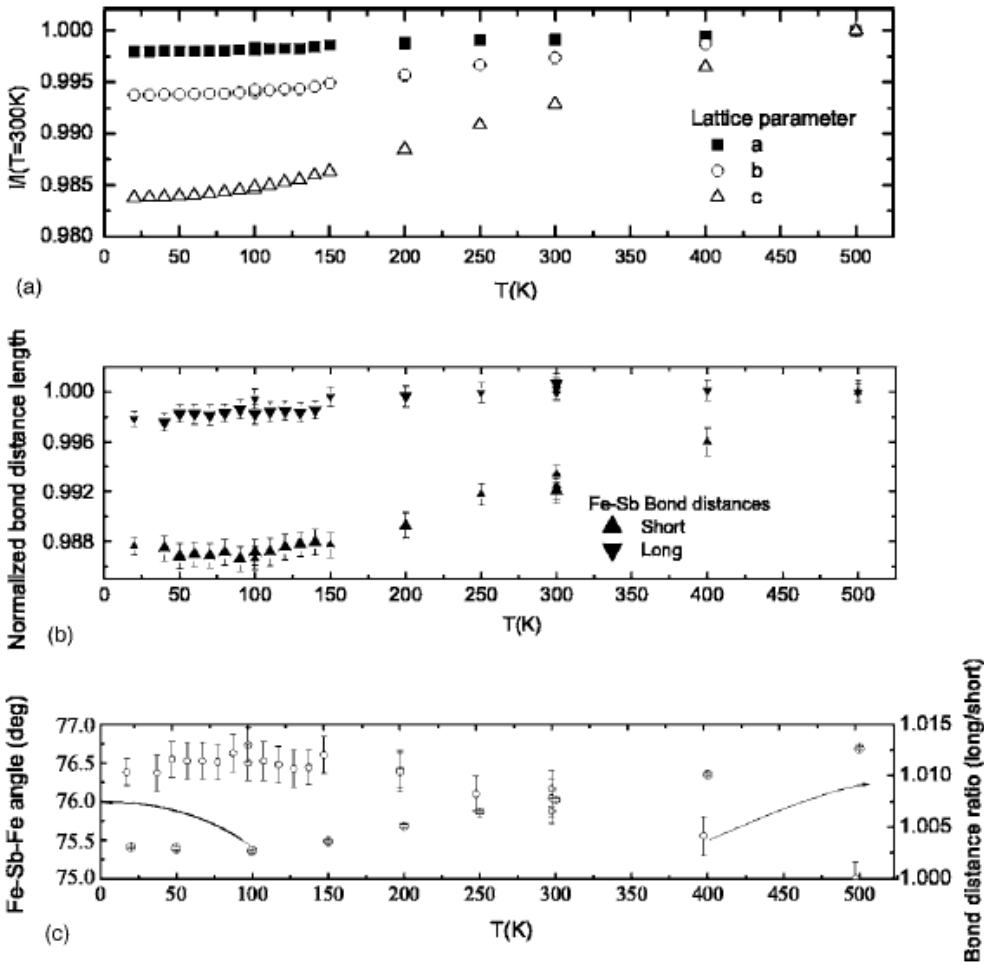 1.000
0.995
0.990
0.985
0.980
l/l(T=300K)
Lattice parameter
a
b
c
0 50 100 150 200 250 300 350 400 450 500
T(K)
(a)
Normalized bond distance length
1.000
0.996
0.992
0.988
Fe-Sb Bond distances
Short
Long
0 50 100 150 200 250 300 350 400 450 500
T(K)
(b)
Fe-Sb-Fe angle (deg)
77.0
76.5
76.0
75.5
75.0
1.015
1.010
1.005
1.000
Bond distance ratio (long/short)
0 50 100 150 200 250 300 350 400 450 500
T(K)
(c)